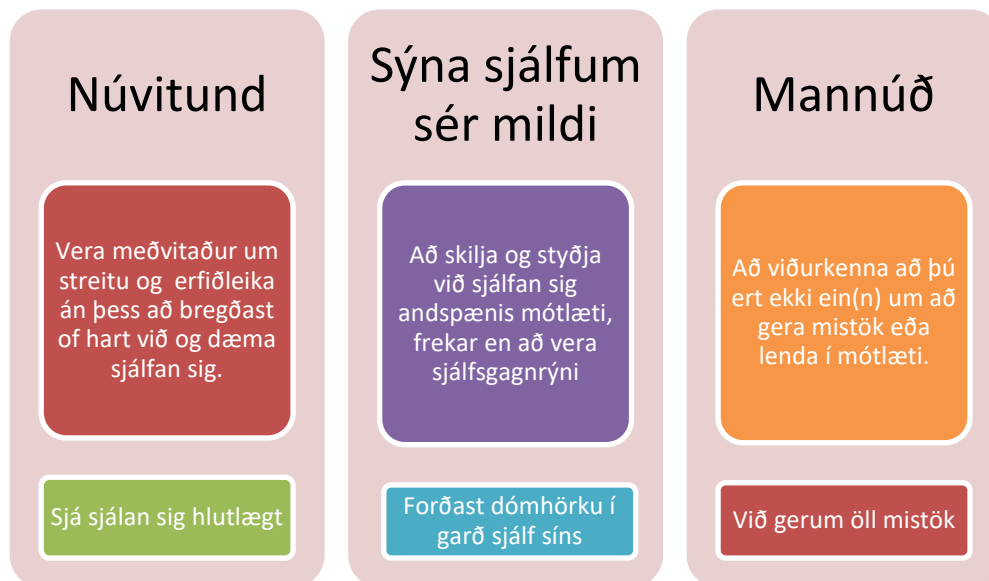 Núvitund
Vera meðvitaður um
streitu og erfiðleika
án þess að bregðast
of hart við og dæma
sjálfan sig.
Sjá sjálan sig hlutlægt
Sýna sjálfum
sér mildi
Að skilja og styðja
við sjálfan sig
andspænis mótlæti,
frekar en að vera
sjálfsgagnrýni
Forðast dómhörku í
garð sjálf síns
Mannúð
Að viðurkenna að þú
ert ekki ein(n) um að
gera mistök eða
lenda í mótlæti.
Við gerum öll mistök